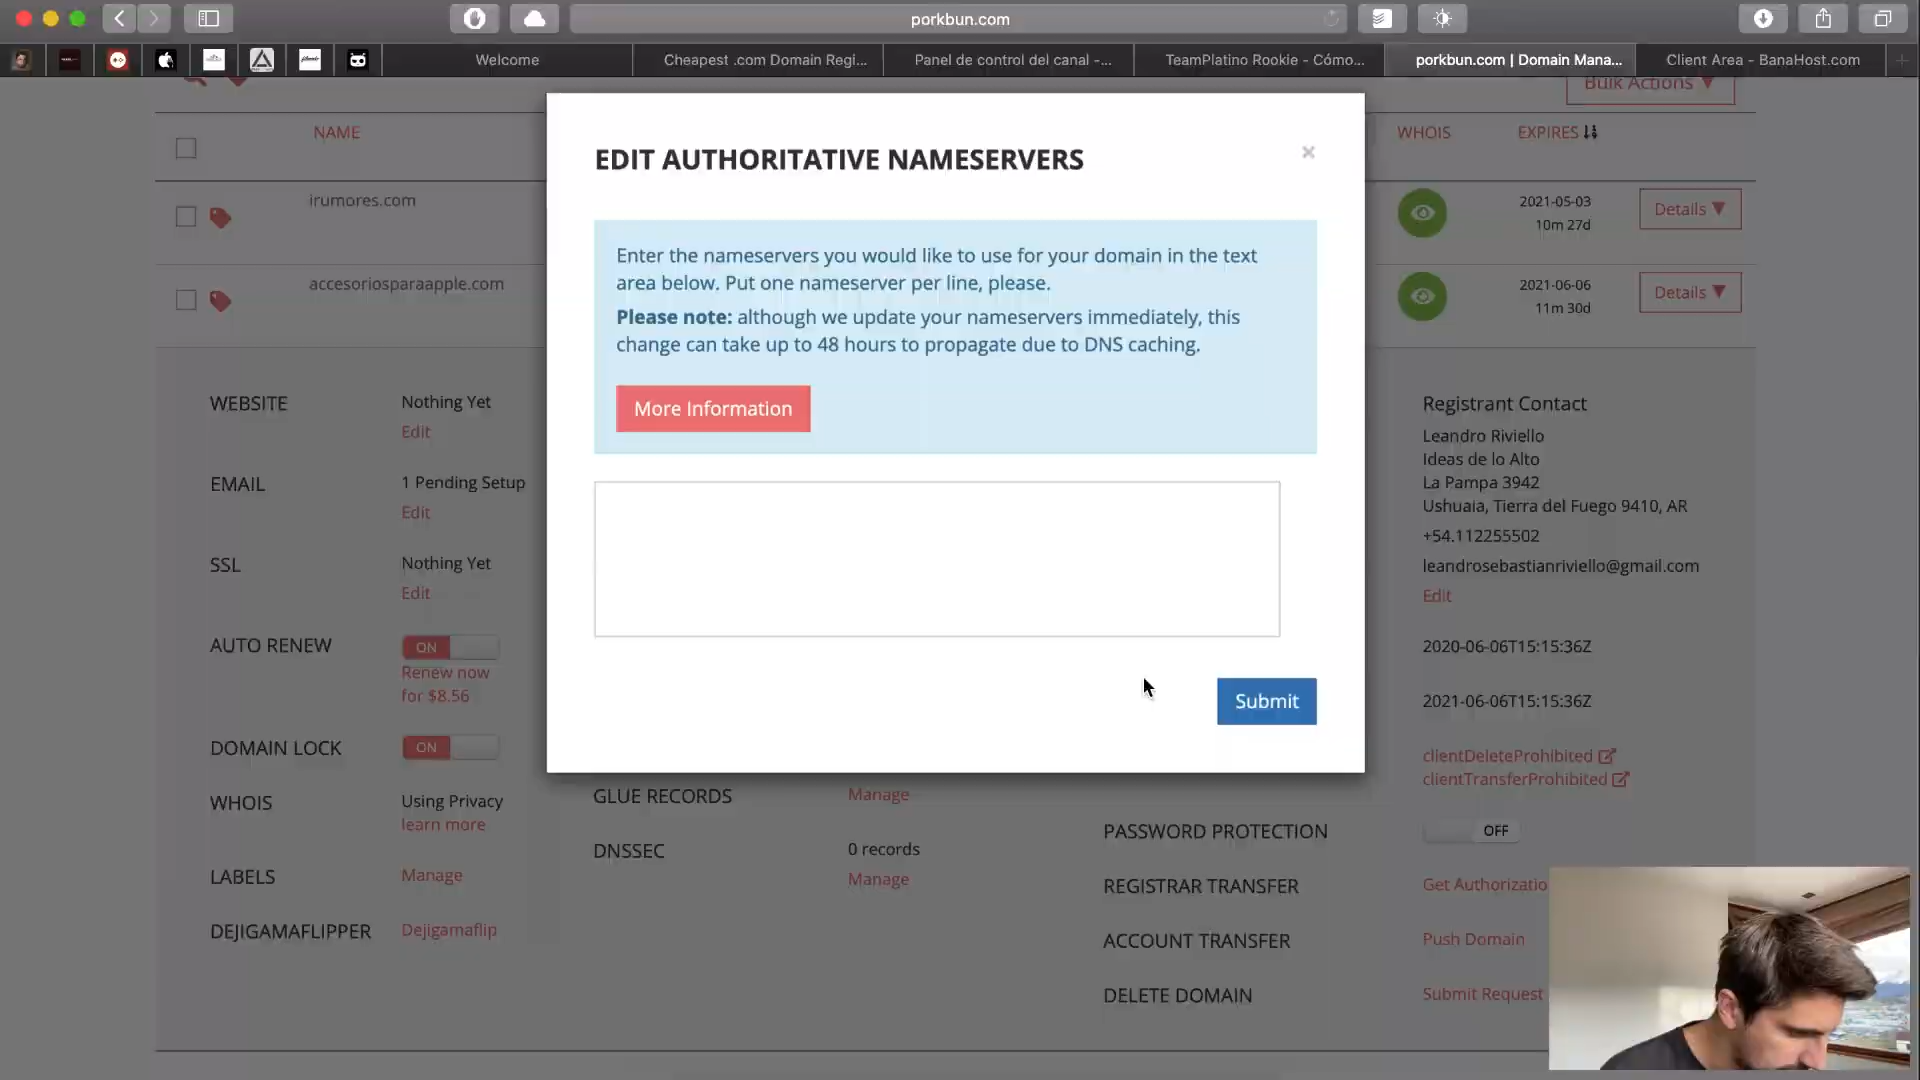 porkbun.com
Welcome
Cheapest .com Domain Regi...
Panel de control del canal -...
TeamPlatino Rookie - Cómo...
porkbun.com | Domain Mana...
Client Area - BanaHost.com
Bulk Actions ▼
NAME
WHOIS
EXPIRES
irumores.com
2021-05-03
10m 27d
Details ▼
accesoriosparaapple.com
2021-06-06
11m 30d
Details ▼
EDIT AUTHORITATIVE NAMESERVERS
×
Enter the nameservers you would like to use for your domain in the text
area below. Put one nameserver per line, please.
Please note: although we update your nameservers immediately, this
change can take up to 48 hours to propagate due to DNS caching.
More Information
Submit
WEBSITE
Nothing Yet
Edit
EMAIL
1 Pending Setup
Edit
SSL
Nothing Yet
Edit
AUTO RENEW
ON
Renew now
for $8.56
DOMAIN LOCK
ON
WHOIS
Using Privacy
learn more
LABELS
Manage
DEJIGAMAFLIPPER
Dejigamaflip
GLUE RECORDS
Manage
DNSSEC
0 records
Manage
Registrant Contact
Leandro Riviello
Ideas de lo Alto
La Pampa 3942
Ushuaia, Tierra del Fuego 9410, AR
+54.112255502
leandrosebastianriviello@gmail.com
Edit
2020-06-06T15:15:36Z
2021-06-06T15:15:36Z
clientDeleteProhibited
clientTransferProhibited
PASSWORD PROTECTION
OFF
REGISTRAR TRANSFER
Get Authorizatio
ACCOUNT TRANSFER
Push Domain
DELETE DOMAIN
Submit Request